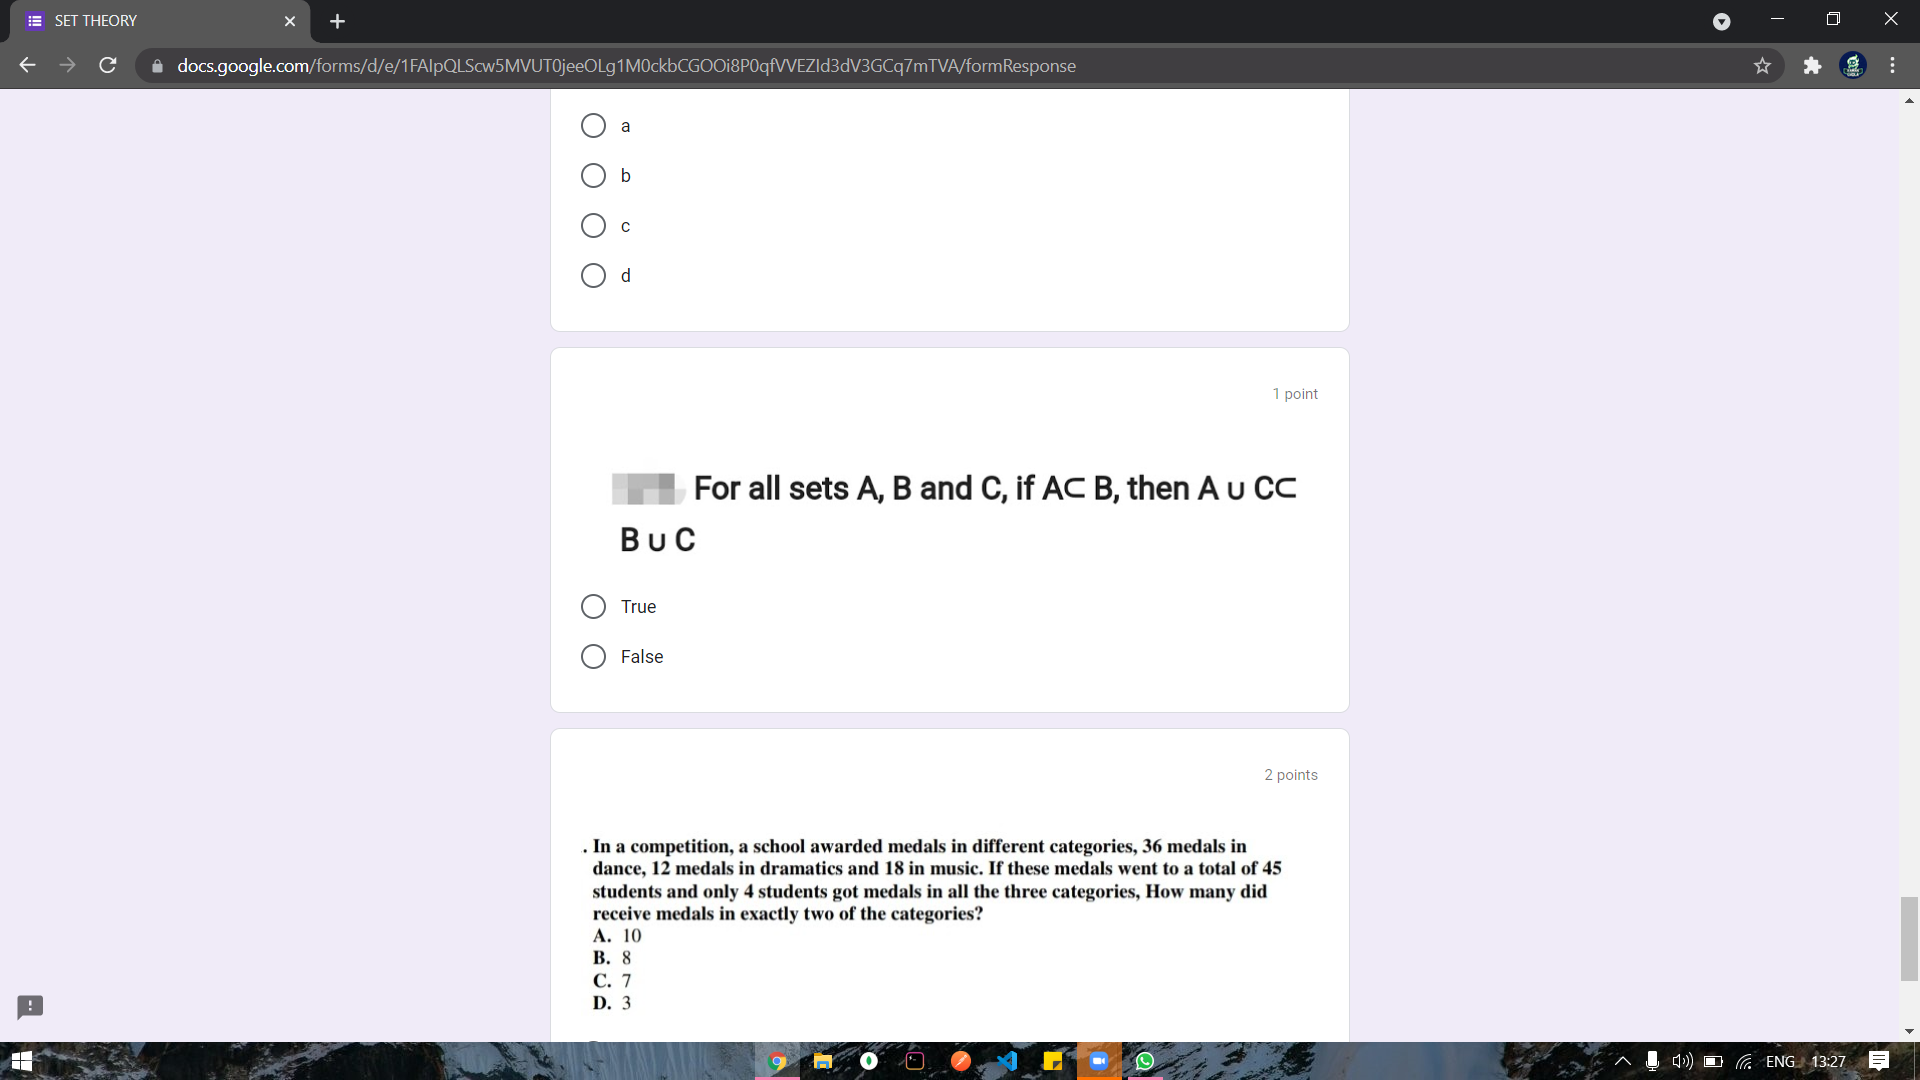 SET THEORY
docs.google.com/forms/d/e/1FAIpQLScw5MVUT0jeeOLg1M0ckbCGOOi8P0qfVVEZId3dV3GCq7mTVA/formResponse
a
b
c
d
1 point
For all sets A, B and C, if A⊂ B, then A ∪ C⊂
B ∪ C
True
False
2 points
. In a competition, a school awarded medals in different categories, 36 medals in
dance, 12 medals in dramatics and 18 in music. If these medals went to a total of 45
students and only 4 students got medals in all the three categories, How many did
receive medals in exactly two of the categories?
A. 10
B. 8
C. 7
D. 3
ENG 13:27